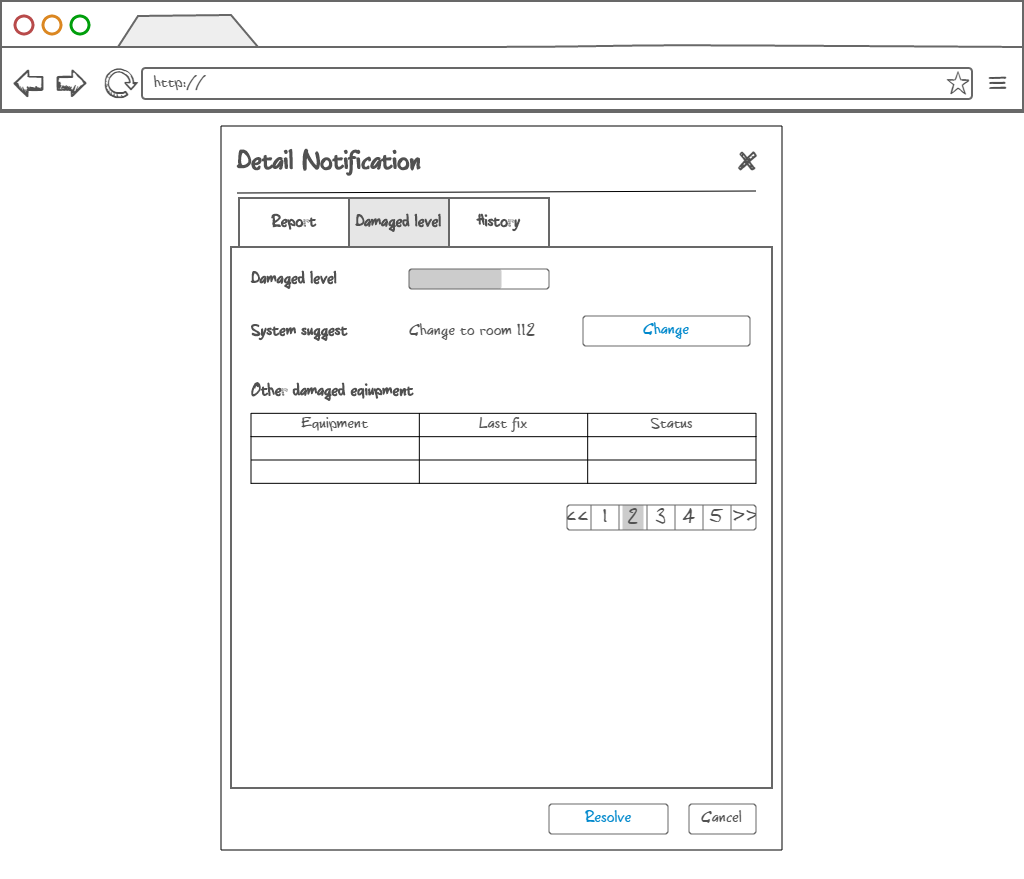 http://
Detail Notification
Report Damaged level History
Damaged level
System suggest Change to room 112 Change
Other damaged eqiupment
Equipment Last fix Status
<< 1 2 3 4 5 >>
Resolve Cancel